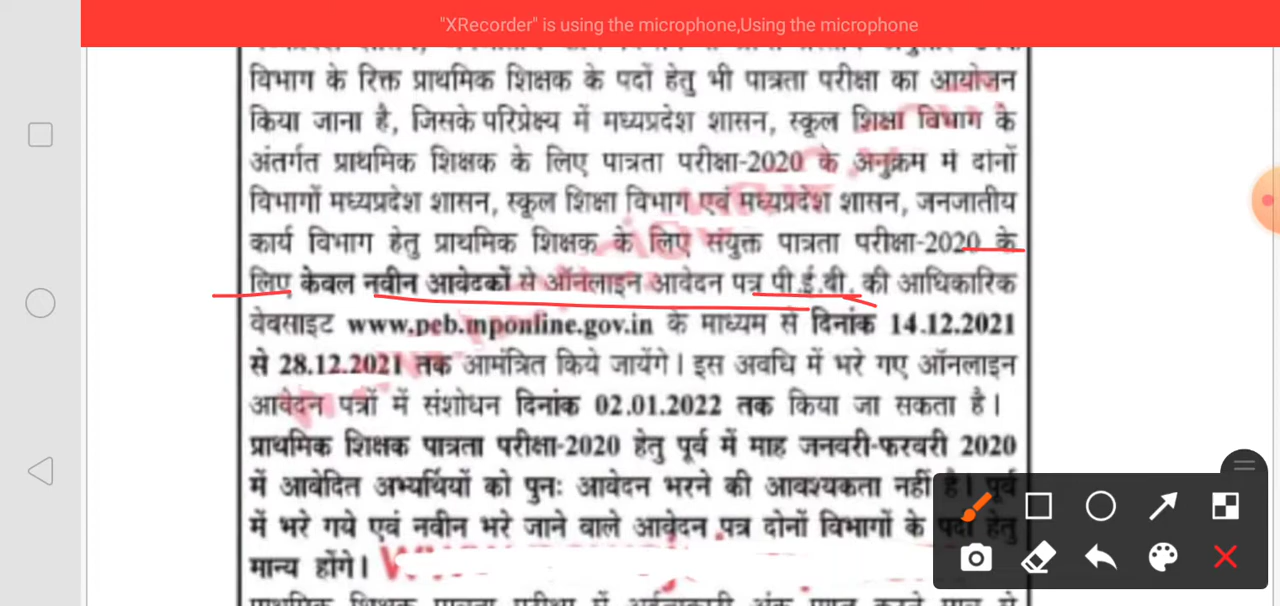 "XRecorder" is using the microphone,Using the microphone
विभाग के रिक्त प्राथमिक शिक्षक के पदों हेतु भी पात्रता परीक्षा का आयोजन
किया जाना है, जिसके परिप्रेक्ष्य में मध्यप्रदेश शासन, स्कूल शिक्षा विभाग के
अंतर्गत प्राथमिक शिक्षक के लिए पात्रता परीक्षा-2020 के अनुक्रम में दोनों
विभागों मध्यप्रदेश शासन, स्कूल शिक्षा विभाग एवं मध्यप्रदेश शासन, जनजातीय
कार्य विभाग हेतु प्राथमिक शिक्षक के लिए संयुक्त पात्रता परीक्षा-2020 के
लिए केवल नवीन आवेदकों से ऑनलाइन आवेदन पत्र पी.ई.बी. की आधिकारिक
वेबसाइट www.peb.mponline.gov.in के माध्यम से दिनांक 14.12.2021
से 28.12.2021 तक आमंत्रित किये जायेंगे। इस अवधि में भरे गए ऑनलाइन
आवेदन पत्रों में संशोधन दिनांक 02.01.2022 तक किया जा सकता है।
प्राथमिक शिक्षक पात्रता परीक्षा-2020 हेतु पूर्व में माह जनवरी-फरवरी 2020
में आवेदित अभ्यर्थियों को पुनः आवेदन भरने की आवश्यकता नहीं है। पूर्व
में भरे गये एवं नवीन भरे जाने वाले आवेदन पत्र दोनों विभागों के पदों हेतु
मान्य होंगे।